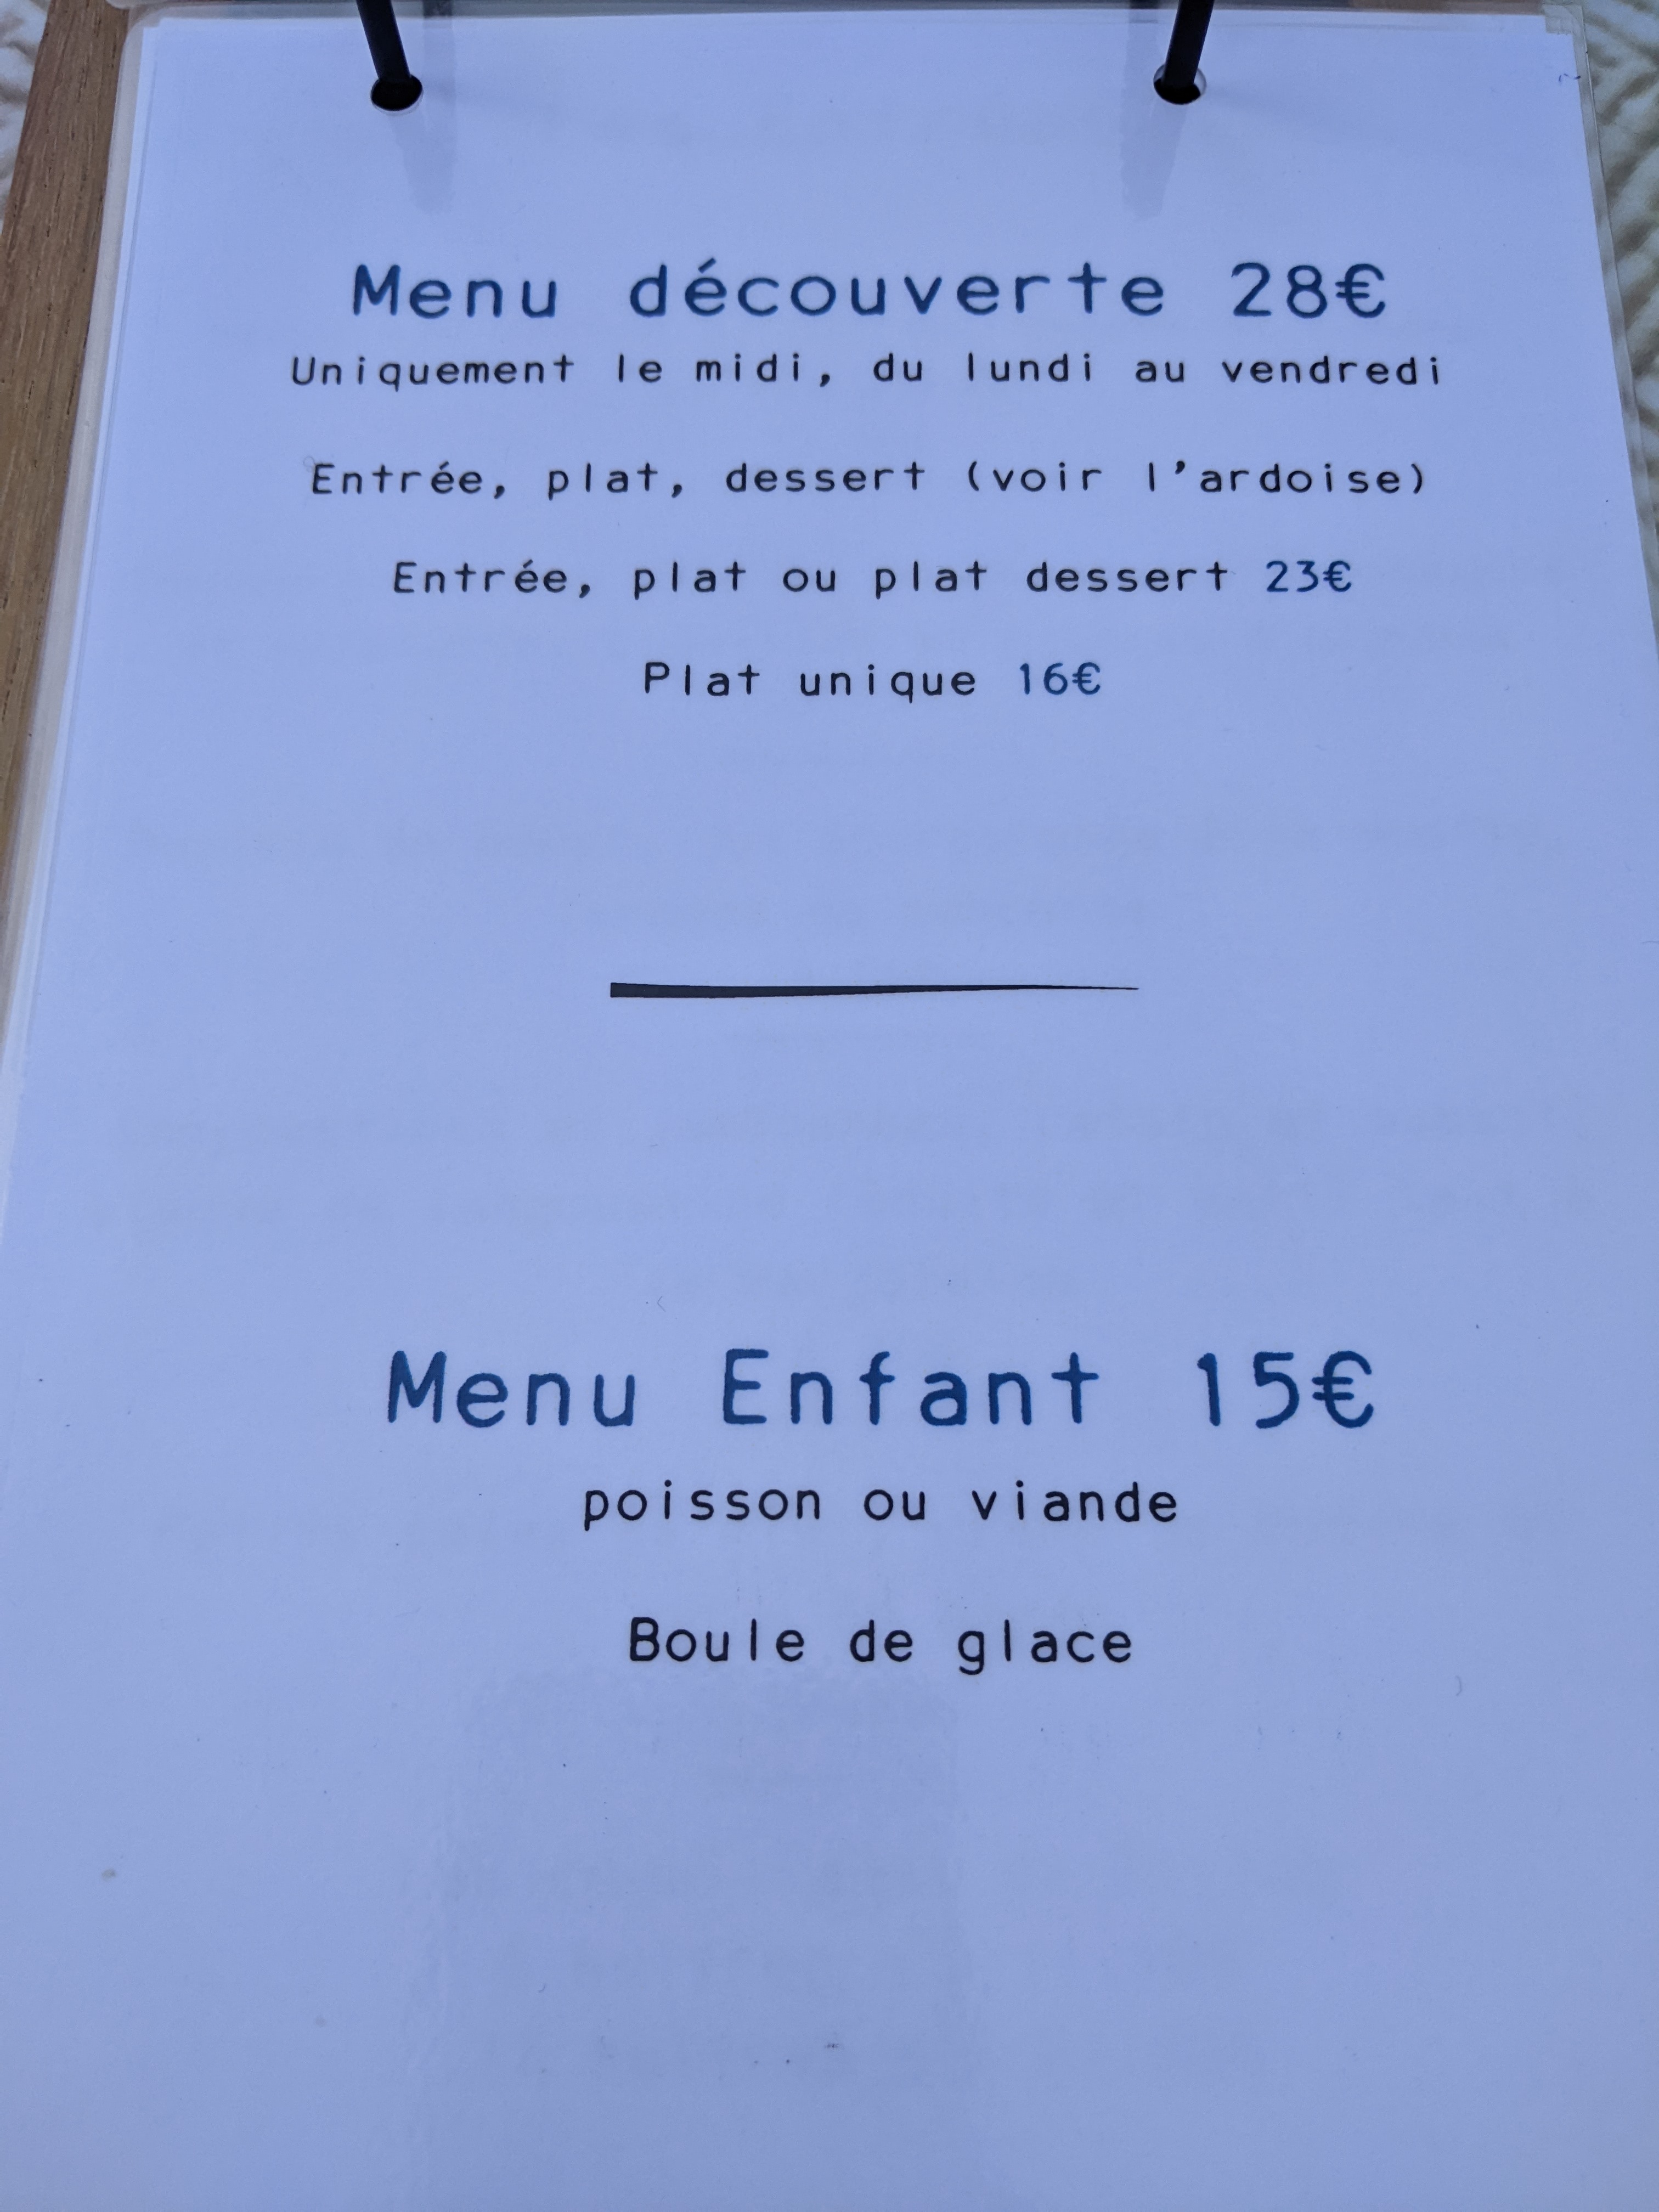 Menu découverte 28€
Uniquement le midi, du lundi au vendredi
Entrée, plat, dessert (voir l'ardoise)
Entrée, plat ou plat dessert 23€
Plat unique 16€
Menu Enfant 15€
poisson ou viande
Boule de glace